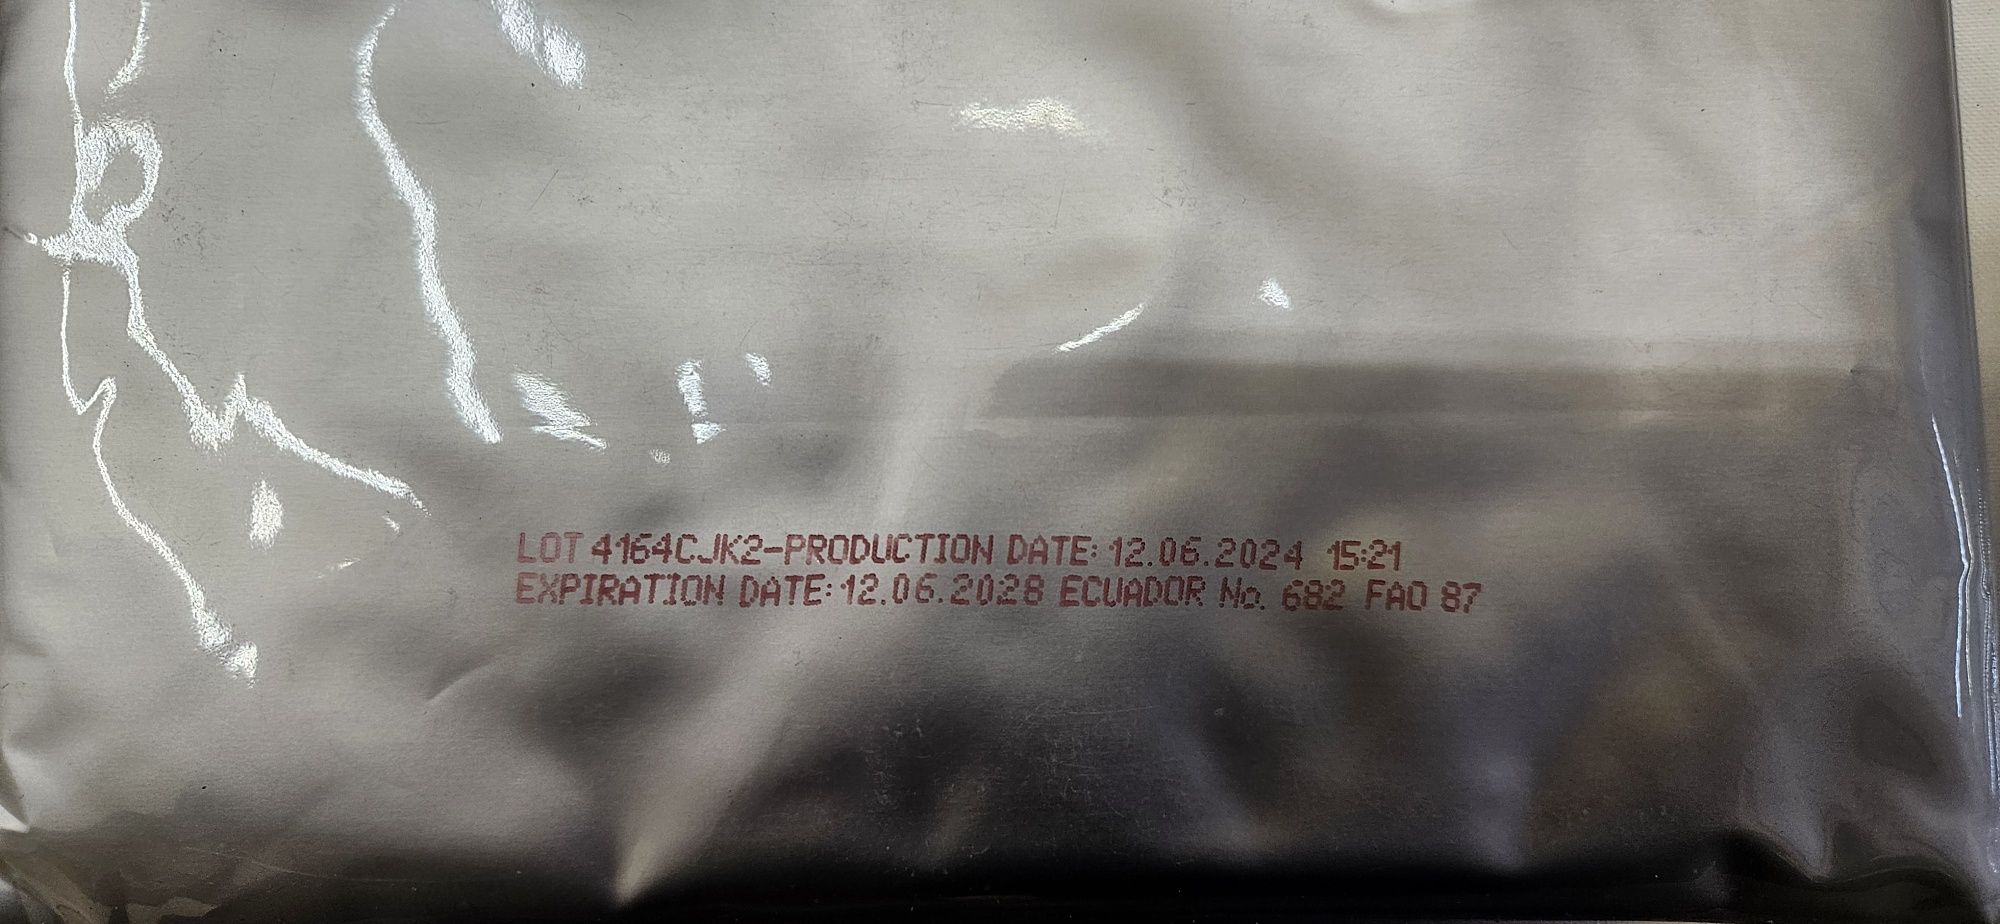 LOT 4164CJK2-PRODUCTION DATE: 12.06.2024 15:21
EXPIRATION DATE: 12.06.2028 ECUADOR No. 682 FAO 87